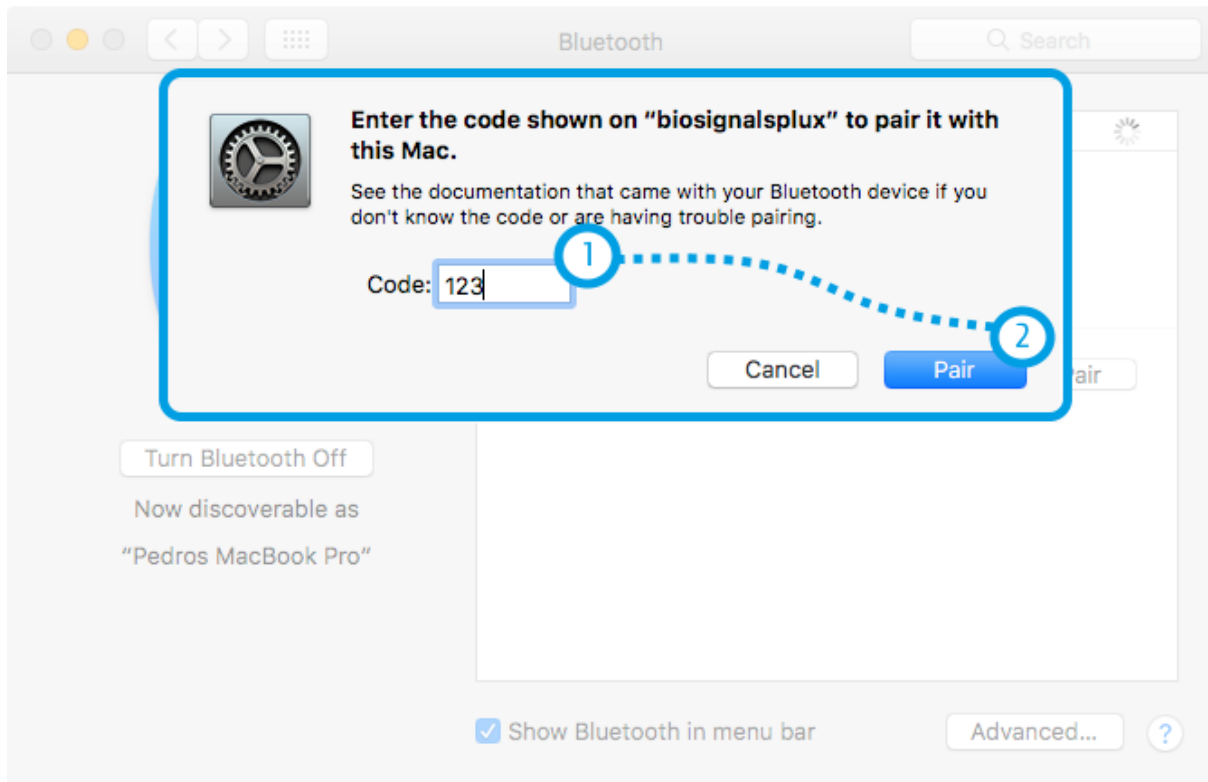 Bluetooth
Search
Enter the code shown on “biosignalsplux” to pair it with
this Mac.
See the documentation that came with your Bluetooth device if you
don't know the code or are having trouble pairing.
1
Code: 123
2
Cancel
Pair
air
Turn Bluetooth Off
Now discoverable as
“Pedros MacBook Pro”
Show Bluetooth in menu bar
Advanced...
?